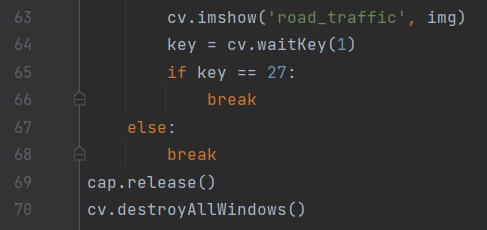 63 cv.imshow('road_traffic', img)
64 key = cv.waitKey(1)
65 if key == 27:
66 break
67 else:
68 break
69 cap.release()
70 cv.destroyAllWindows()